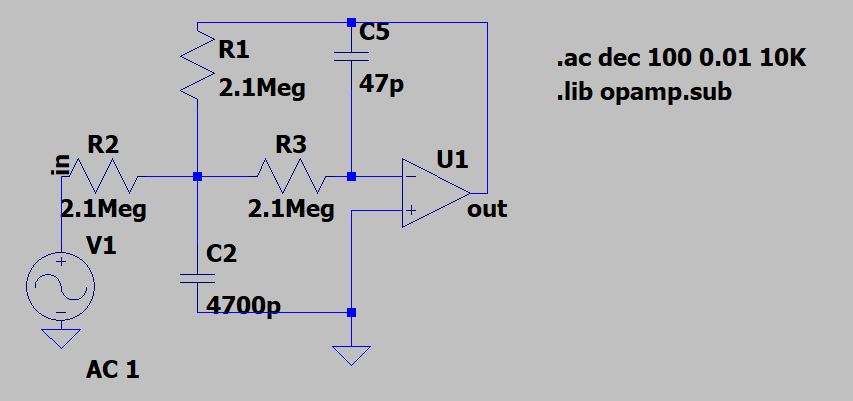 C5
R1
.ac dec 100 0.01 10K
2.1Meg
47p
.lib opamp.sub
R2
R3
U1
in
2.1Meg
2.1Meg
out
V1
C2
4700p
AC 1